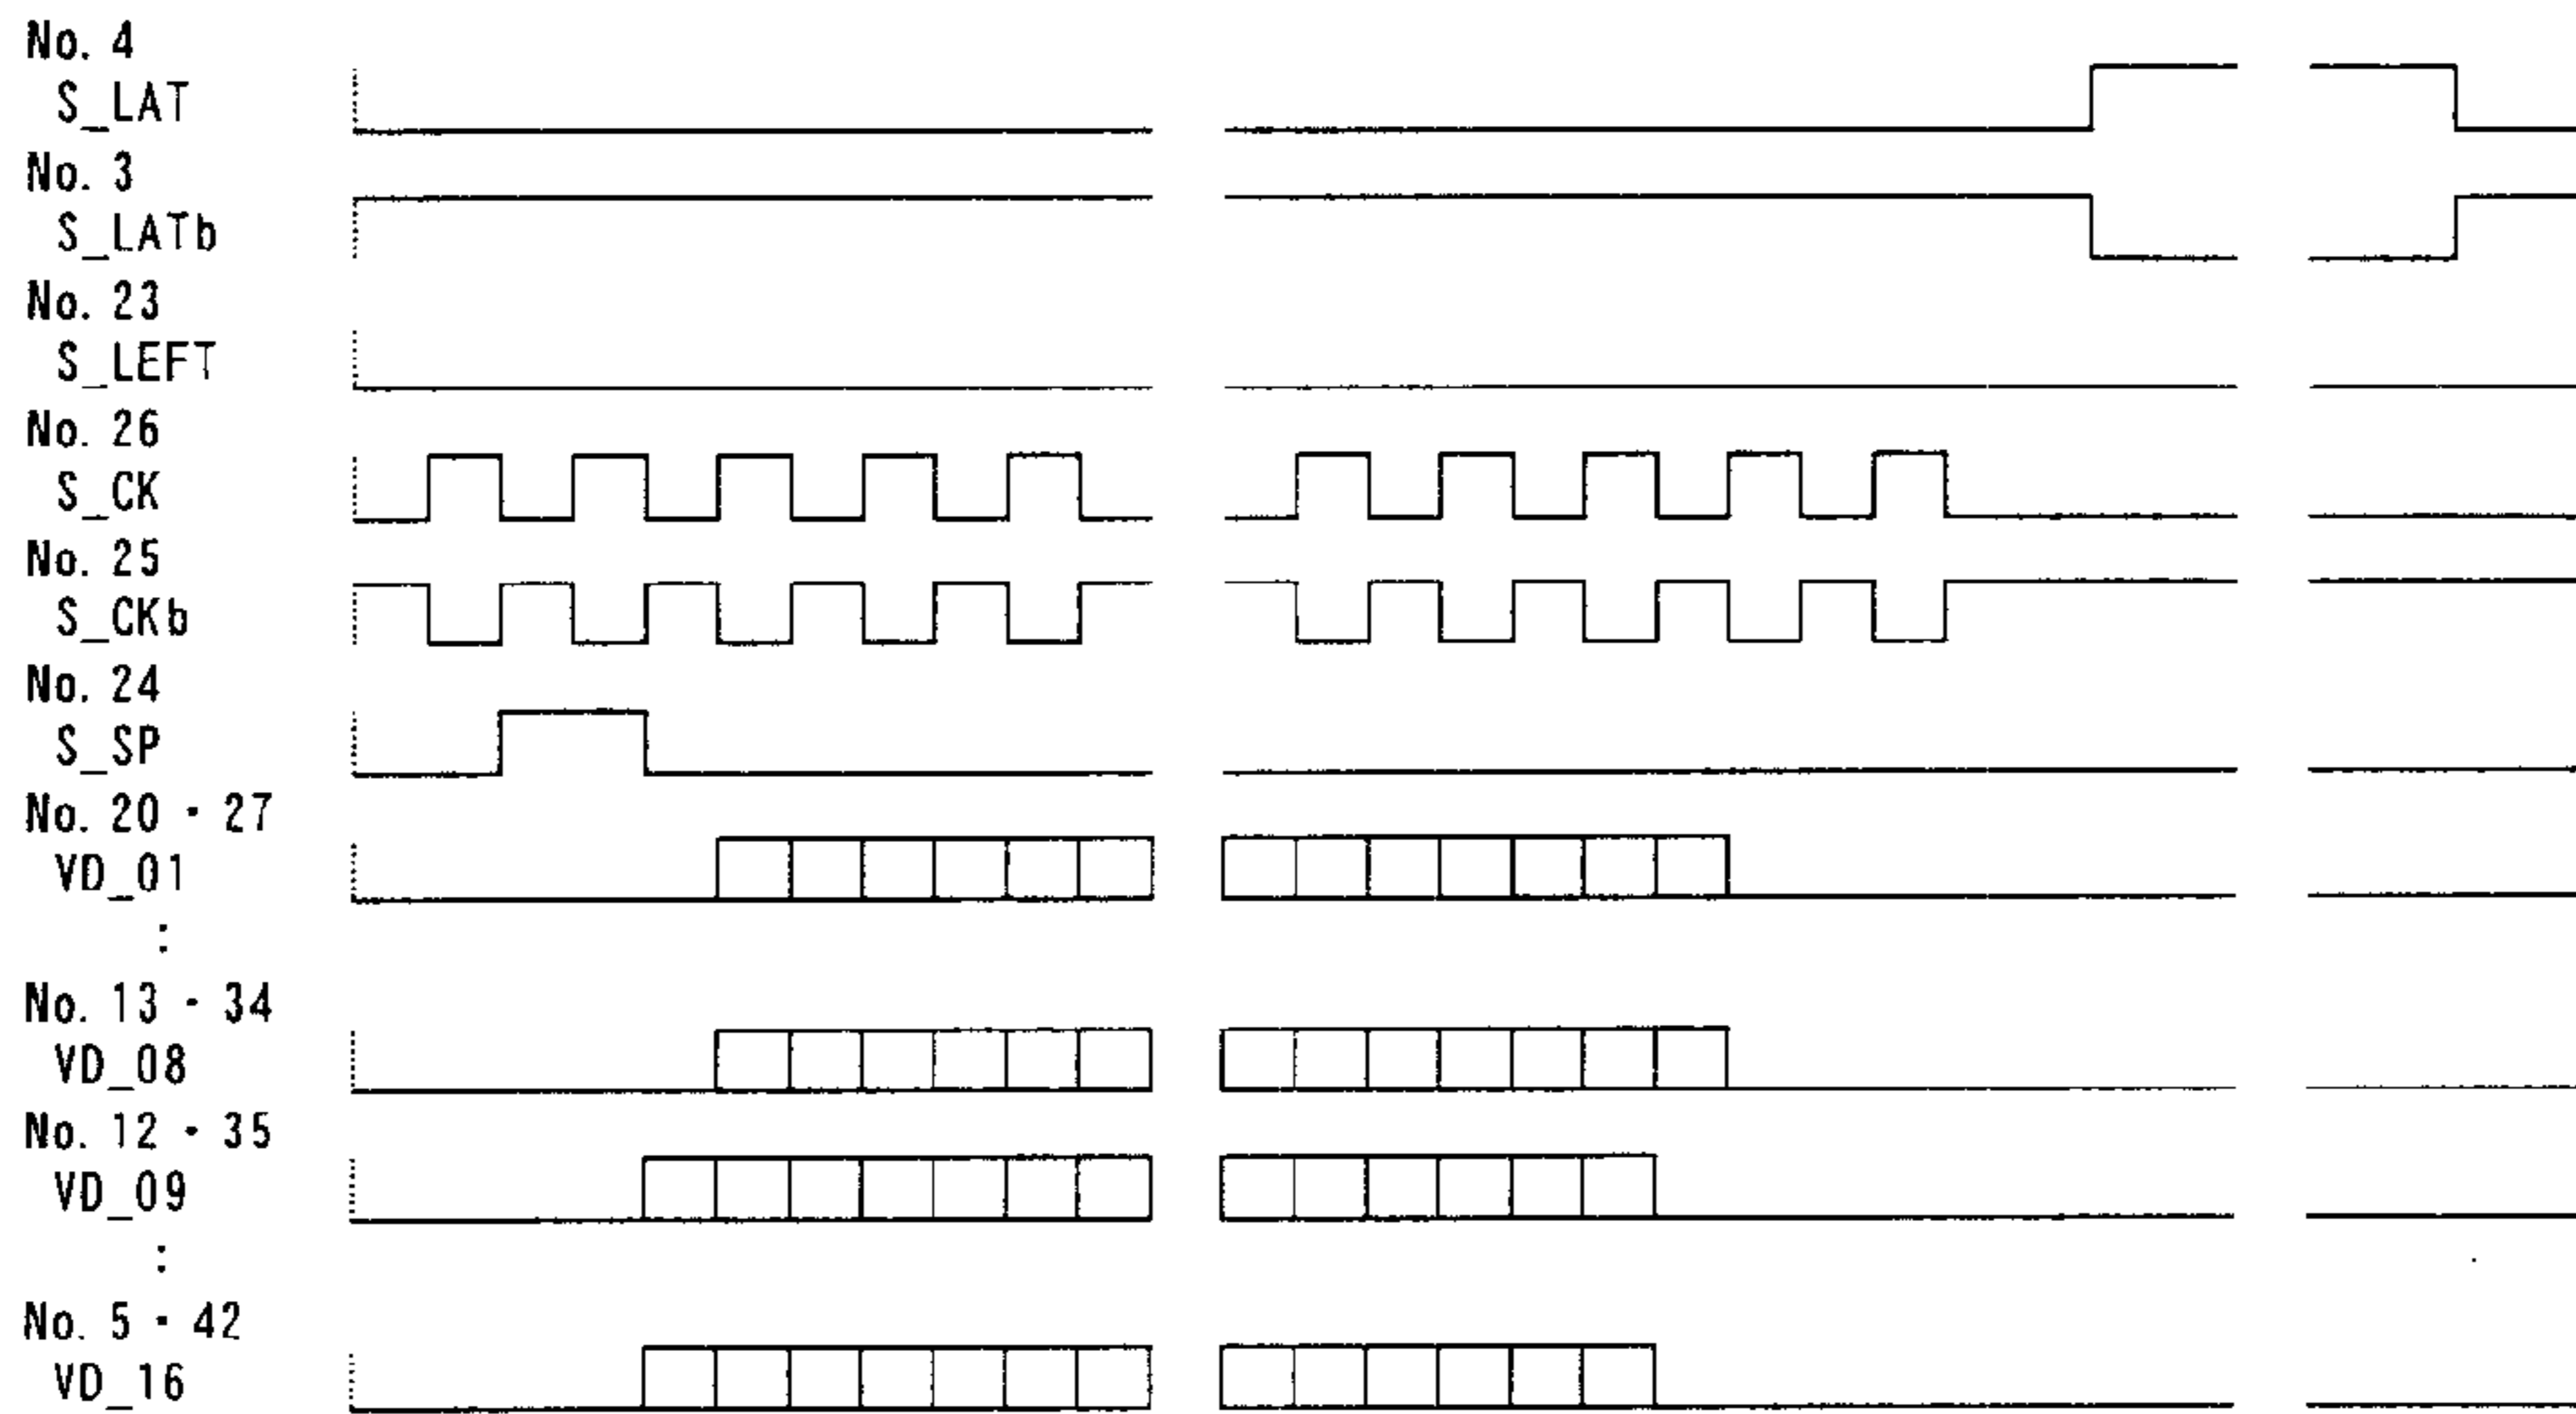 No. 4
S_LAT
No. 3
S_LATb
No. 23
S_LEFT
No. 26
S_CK
No. 25
S_CKb
No. 24
S_SP
No. 20 · 27
VD_01
:
No. 13 · 34
VD_08
No. 12 · 35
VD_09
:
No. 5 · 42
VD_16